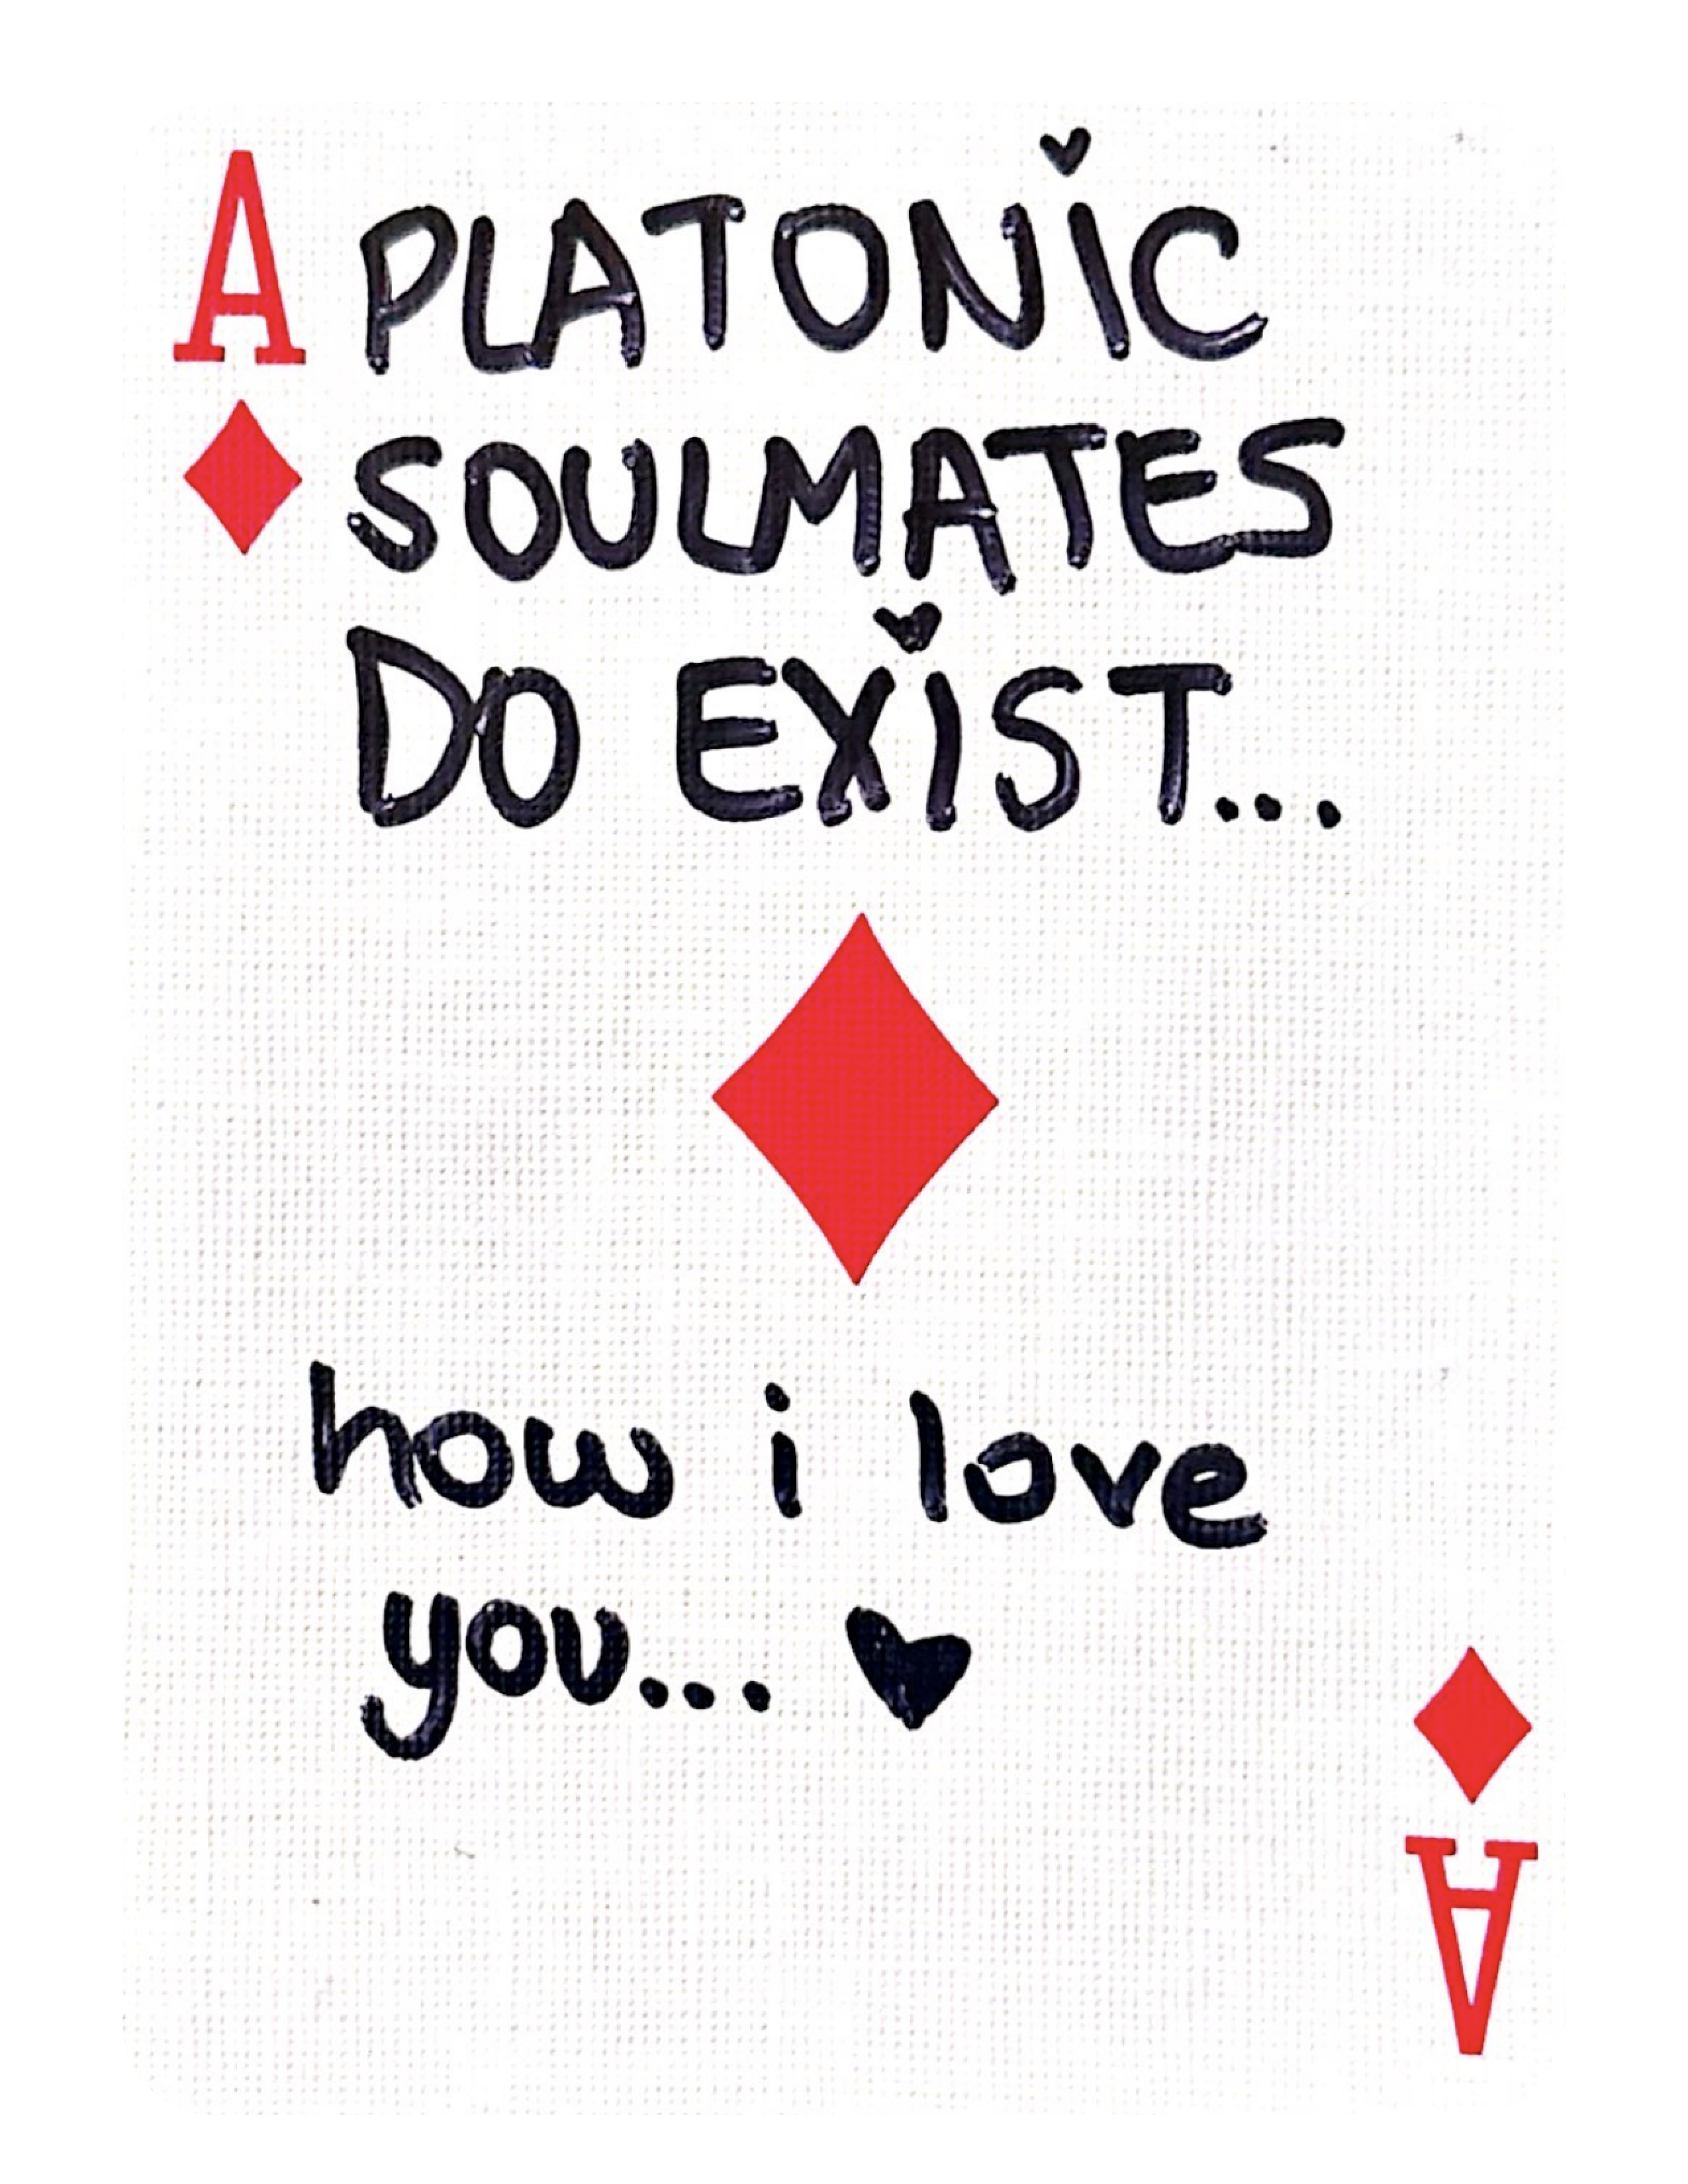 A
PLATONiC
SOULMATES
DO EXiST...
how i love
you... ♥
A